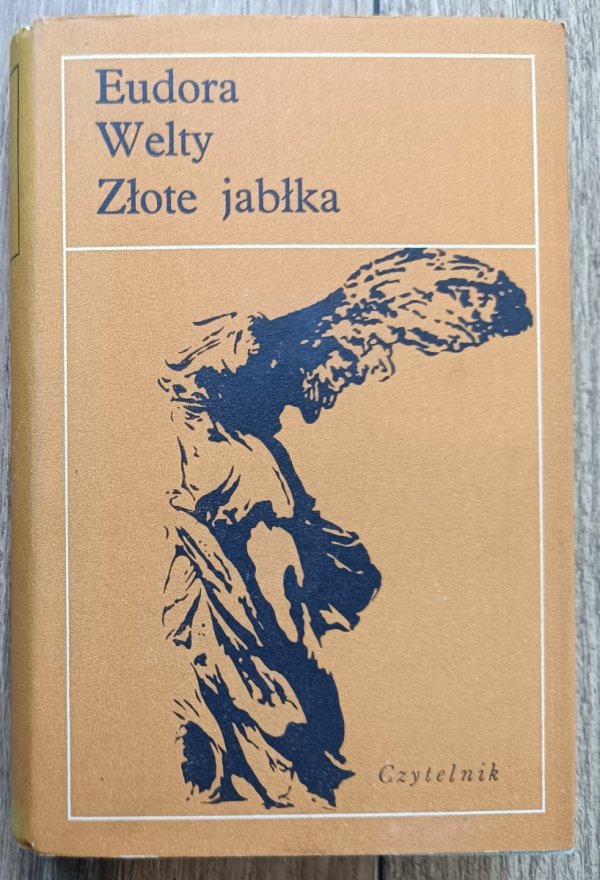 Eudora
Welty
Złote jabłka
Czytelnik